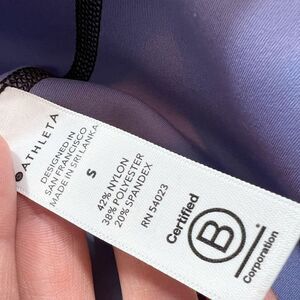 ATHLETA
DESIGNED IN
SAN FRANCISCO
MADE IN SRI LANKA
S
42% NYLON
38% POLYESTER
20% SPANDEX
RN 54023
Certified
B
Corporation